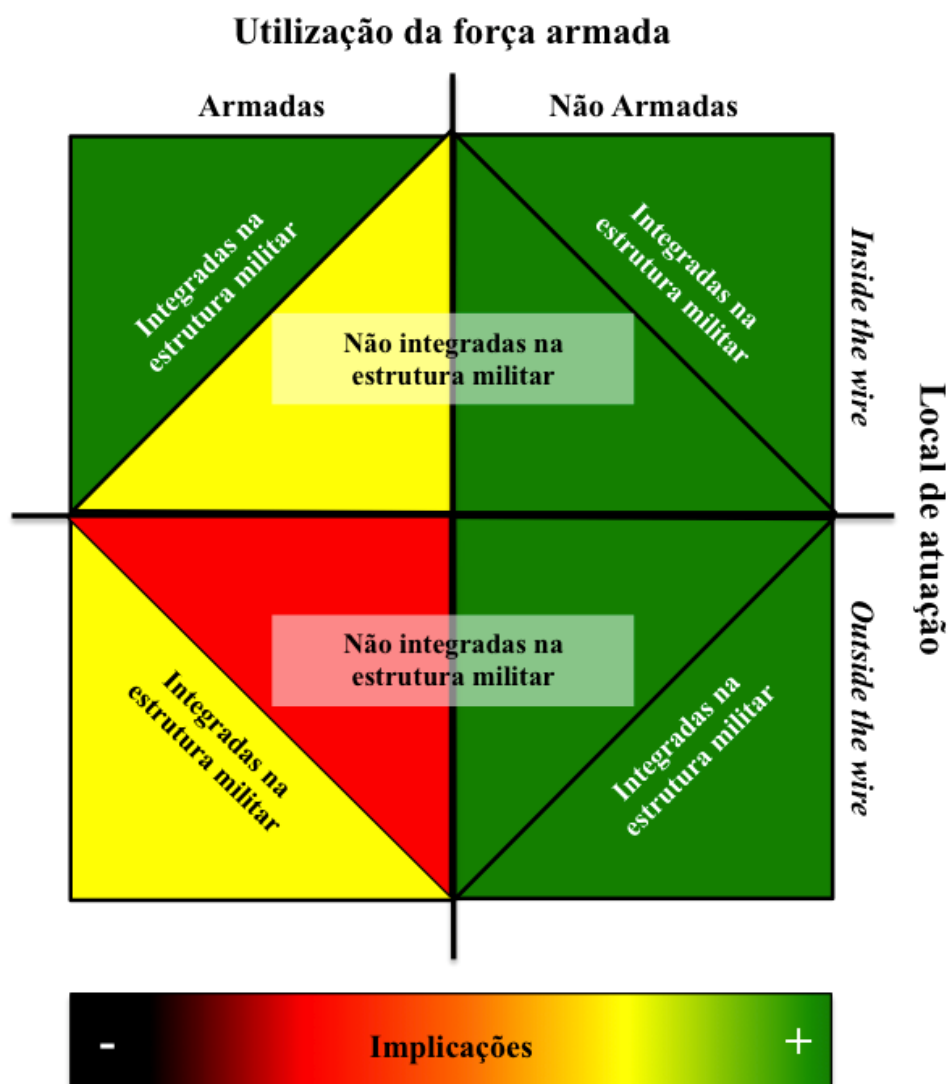 Utilização da força armada
Armadas
Não Armadas
Integradas na
estrutura militar
Integradas na
estrutura militar
Inside the wire
Não integradas na
estrutura militar
Local de atuação
Não integradas na
estrutura militar
Outside the wire
Integradas na
estrutura militar
Integradas na
estrutura militar
- Implicações +